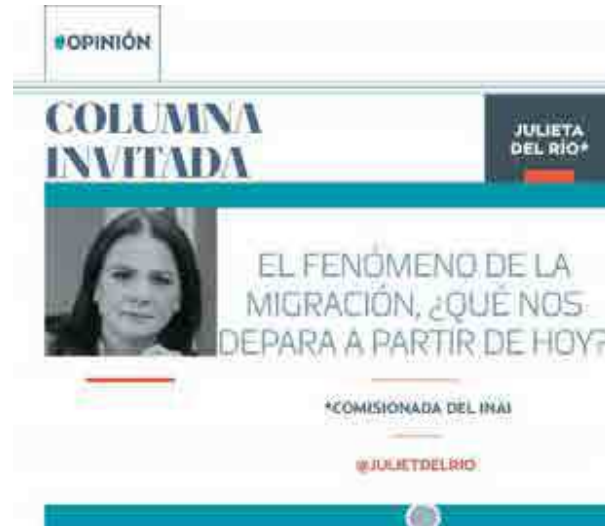 #OPINIÓN
COLUMNA
INVITADA
JULIETA
DEL RÍO*
EL FENÓMENO DE LA
MIGRACIÓN, ¿QUÉ NOS
DEPARA A PARTIR DE HOY?
*COMISIONADA DEL INAI
@JULIETDELRIO